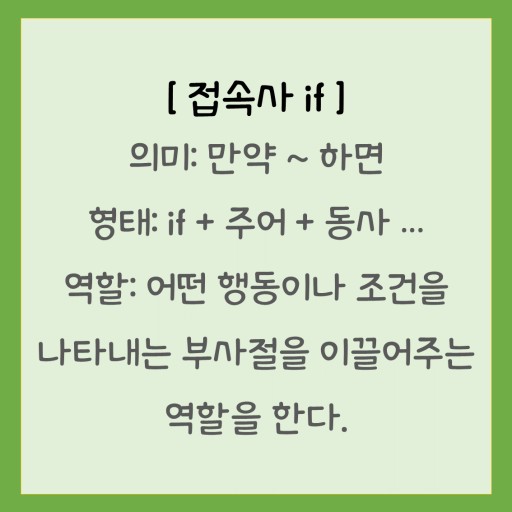 [ 접속사 if ]
의미: 만약 ~ 하면
형태: if + 주어 + 동사 ...
역할: 어떤 행동이나 조건을
나타내는 부사절을 이끌어주는
역할을 한다.